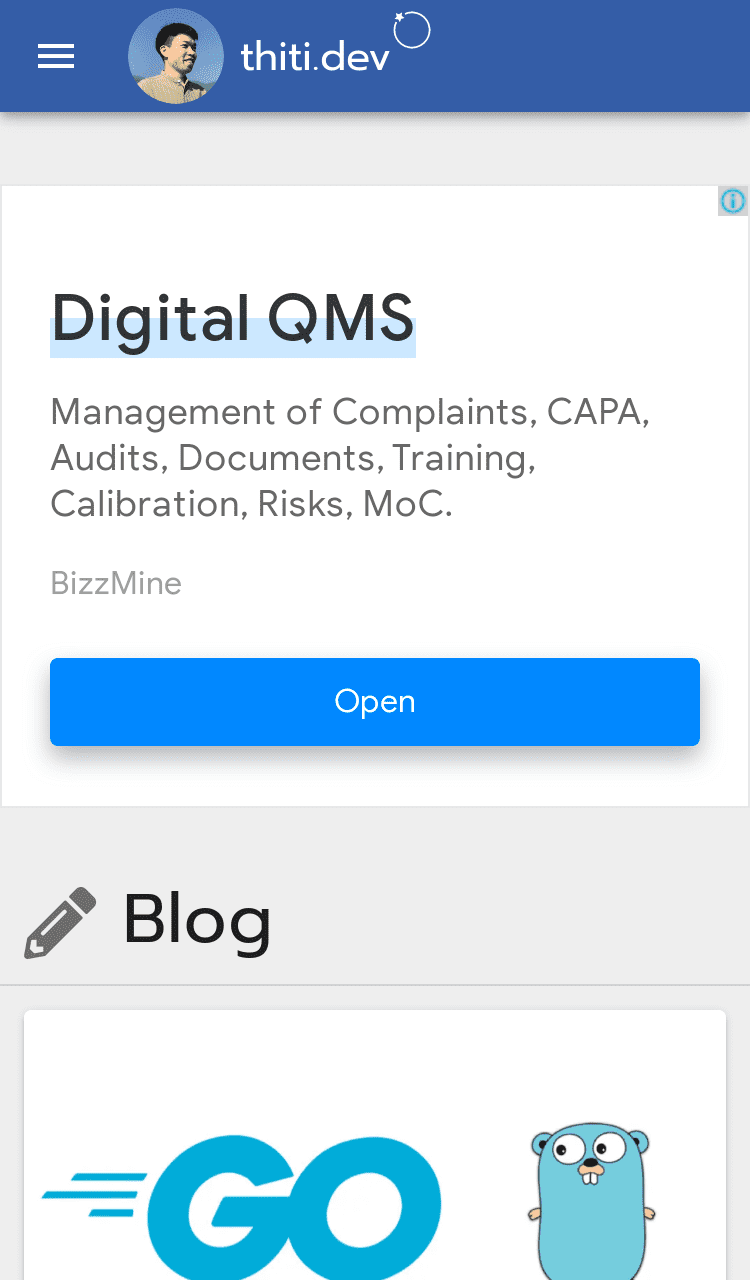 thiti.dev
Digital QMS
Management of Complaints, CAPA,
Audits, Documents, Training,
Calibration, Risks, MoC.
BizzMine
Open
Blog
GO